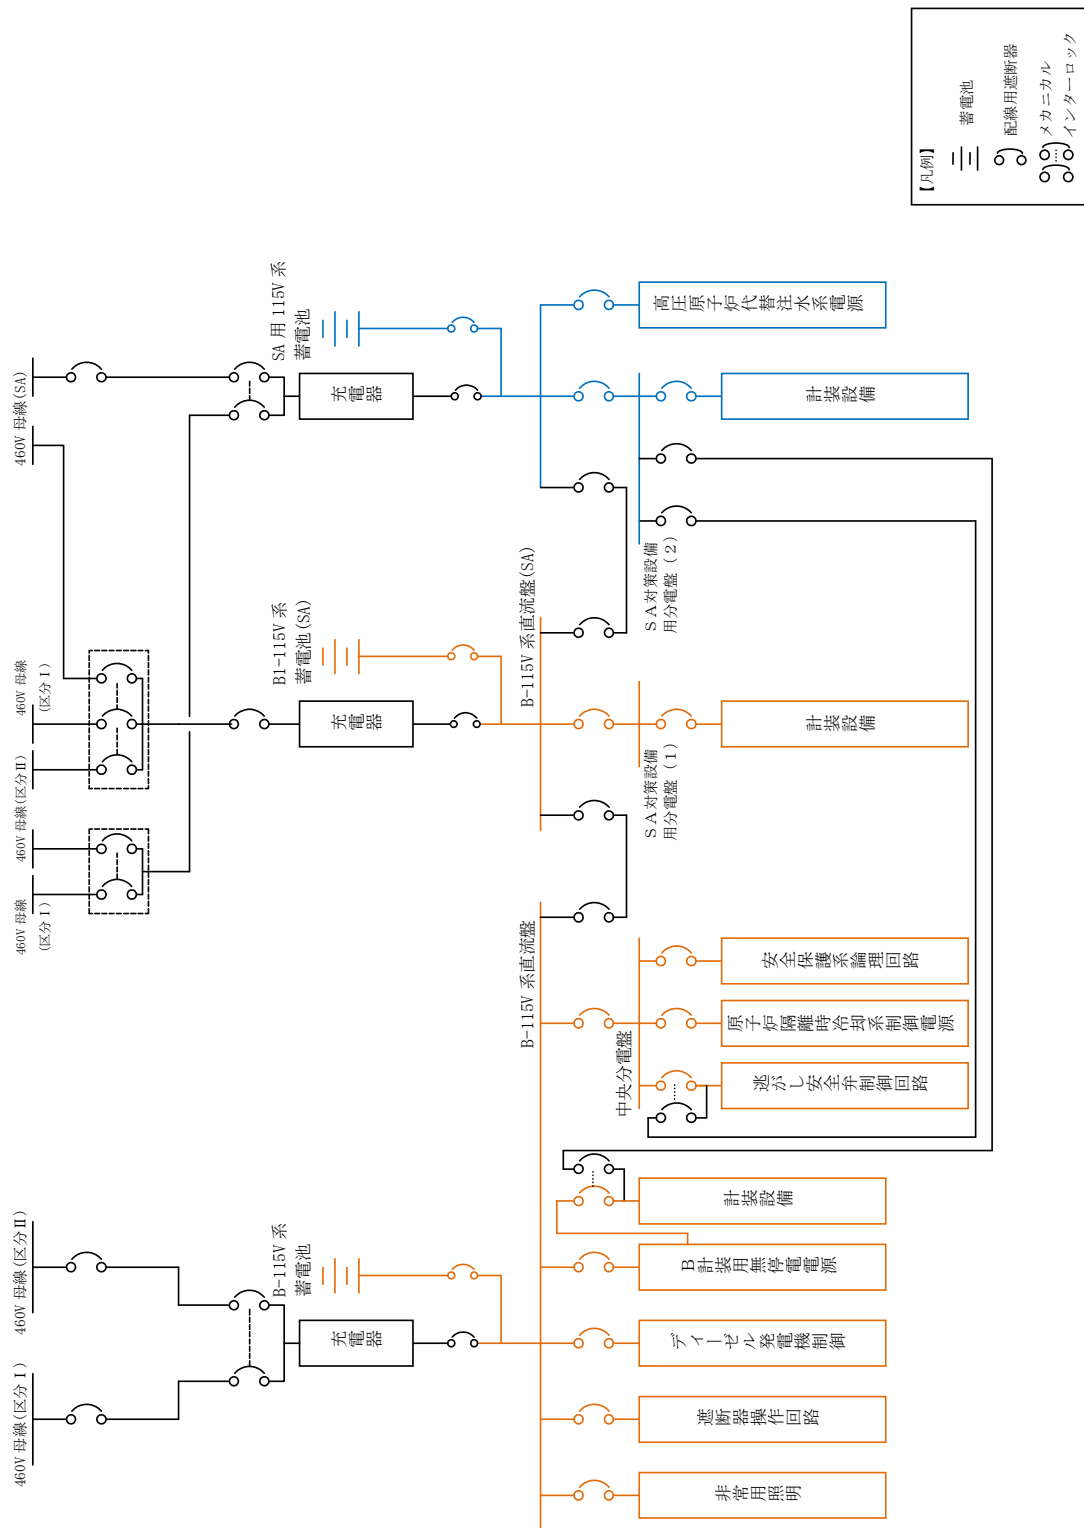 460V 母線(区分Ⅰ)
460V 母線(区分Ⅱ)
460V 母線
(区分Ⅰ)
460V 母線(区分Ⅱ)
460V 母線
(区分Ⅰ)
460V 母線(SA)
B-115V 系
蓄電池
充電器
B1-115V 系
蓄電池(SA)
充電器
SA 用 115V 系
蓄電池
充電器
B-115V 系直流盤
B-115V 系直流盤(SA)
中央分電盤
SA対策設備
用分電盤(1)
SA対策設備
用分電盤(2)
非常用照明
遮断器操作回路
ディーゼル発電機制御
B計装用無停電電源
計装設備
逃がし安全弁制御回路
原子炉隔離時冷却系制御電源
安全保護系論理回路
計装設備
計装設備
高圧原子炉代替注水系電源
【凡例】
蓄電池
配線用遮断器
メカニカル
インターロック